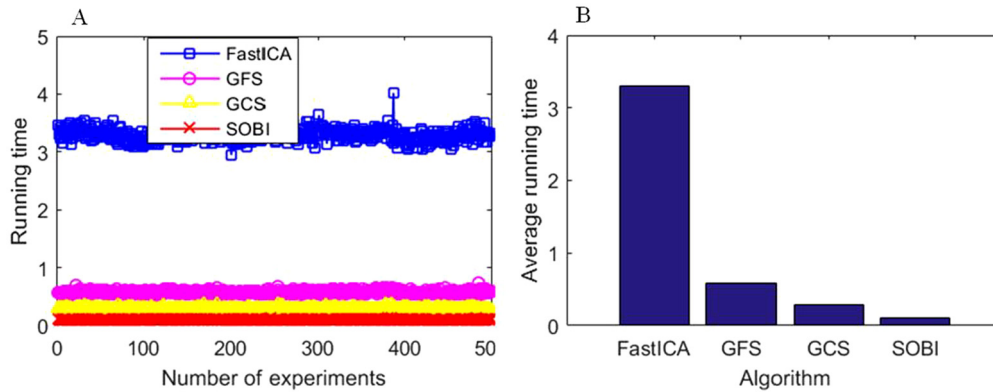 A
Running time
5
4
3
2
1
0
FastICA
GFS
GCS
SOBI
0
100
200
300
400
50
Number of experiments
B
Average running time
4
3
2
1
0
FastICA
GFS
GCS
SOBI
Algorithm